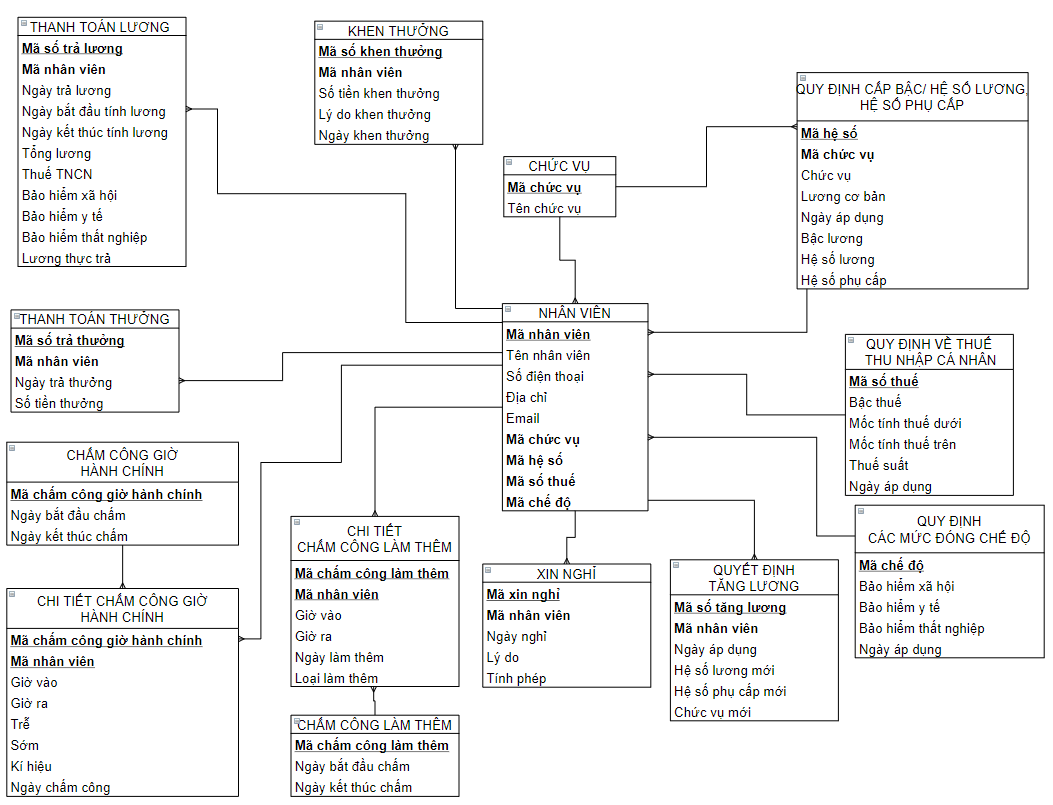 THANH TOÁN LƯƠNG
Mã số trả lương
Mã nhân viên
Ngày trả lương
Ngày bắt đầu tính lương
Ngày kết thúc tính lương
Tổng lương
Thuế TNCN
Bảo hiểm xã hội
Bảo hiểm y tế
Bảo hiểm thất nghiệp
Lương thực trả
KHEN THƯỞNG
Mã số khen thưởng
Mã nhân viên
Số tiền khen thưởng
Lý do khen thưởng
Ngày khen thưởng
CHỨC VỤ
Mã chức vụ
Tên chức vụ
QUY ĐỊNH CẤP BẬC/ HỆ SỐ LƯƠNG,
HỆ SỐ PHỤ CẤP
Mã hệ số
Mã chức vụ
Chức vụ
Lương cơ bản
Ngày áp dụng
Bậc lương
Hệ số lương
Hệ số phụ cấp
THANH TOÁN THƯỞNG
Mã số trả thưởng
Mã nhân viên
Ngày trả thưởng
Số tiền thưởng
NHÂN VIÊN
Mã nhân viên
Tên nhân viên
Số điện thoại
Địa chỉ
Email
Mã chức vụ
Mã hệ số
Mã số thuế
Mã chế độ
QUY ĐỊNH VỀ THUẾ
THU NHẬP CÁ NHÂN
Mã số thuế
Bậc thuế
Mốc tính thuế dưới
Mốc tính thuế trên
Thuế suất
Ngày áp dụng
CHẤM CÔNG GIỜ
HÀNH CHÍNH
Mã chấm công giờ hành chính
Ngày bắt đầu chấm
Ngày kết thúc chấm
CHI TIẾT CHẤM CÔNG GIỜ
HÀNH CHÍNH
Mã chấm công giờ hành chính
Mã nhân viên
Giờ vào
Giờ ra
Trễ
Sớm
Kí hiệu
Ngày chấm công
CHI TIẾT
CHẤM CÔNG LÀM THÊM
Mã chấm công làm thêm
Mã nhân viên
Giờ vào
Giờ ra
Ngày làm thêm
Loại làm thêm
CHẤM CÔNG LÀM THÊM
Mã chấm công làm thêm
Ngày bắt đầu chấm
Ngày kết thúc chấm
XIN NGHỈ
Mã xin nghỉ
Mã nhân viên
Ngày nghỉ
Lý do
Tính phép
QUYẾT ĐỊNH
TĂNG LƯƠNG
Mã số tăng lương
Mã nhân viên
Ngày áp dụng
Hệ số lương mới
Hệ số phụ cấp mới
Chức vụ mới
QUY ĐỊNH
CÁC MỨC ĐÓNG CHẾ ĐỘ
Mã chế độ
Bảo hiểm xã hội
Bảo hiểm y tế
Bảo hiểm thất nghiệp
Ngày áp dụng